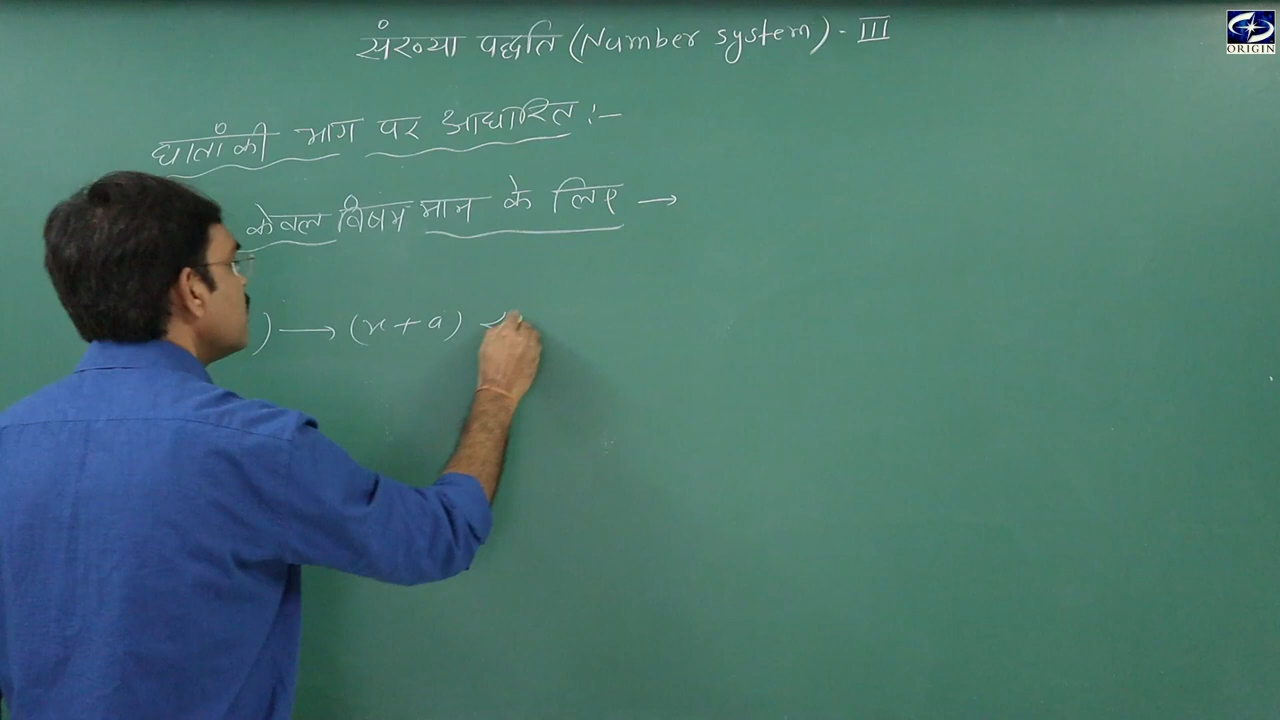 संख्या पद्धति (Number system) - III
ORIGIN
घातांकी भाग पर आधारित :-
केवल विषम मान के लिए →
) → (x + a)